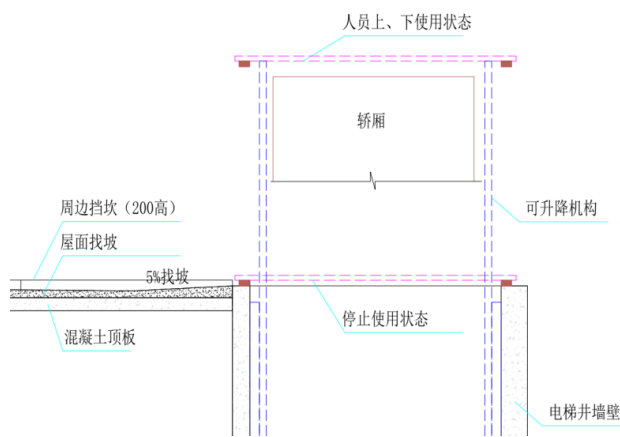 人员上、下使用状态
轿厢
周边挡坎（200高）
可升降机构
屋面找坡
5%找坡
停止使用状态
混凝土顶板
电梯井墙壁